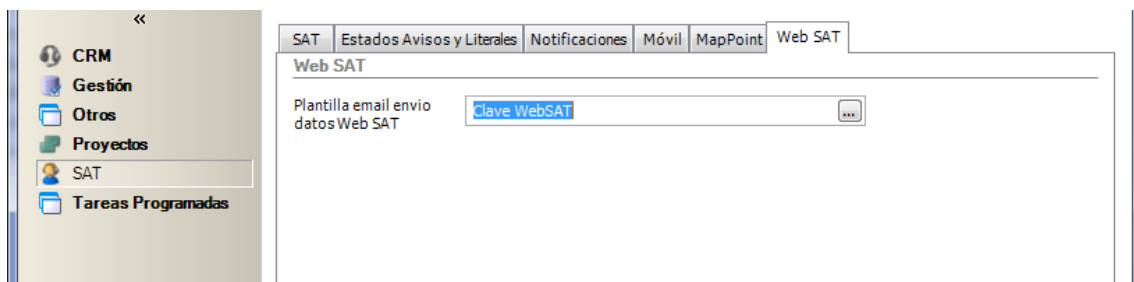 «
CRM
Gestión
Otros
Proyectos
SAT
Tareas Programadas
SAT Estados Avisos y Literales Notificaciones Móvil MapPoint Web SAT
Web SAT
Plantilla email envio
datos Web SAT
Clave WebSAT
...